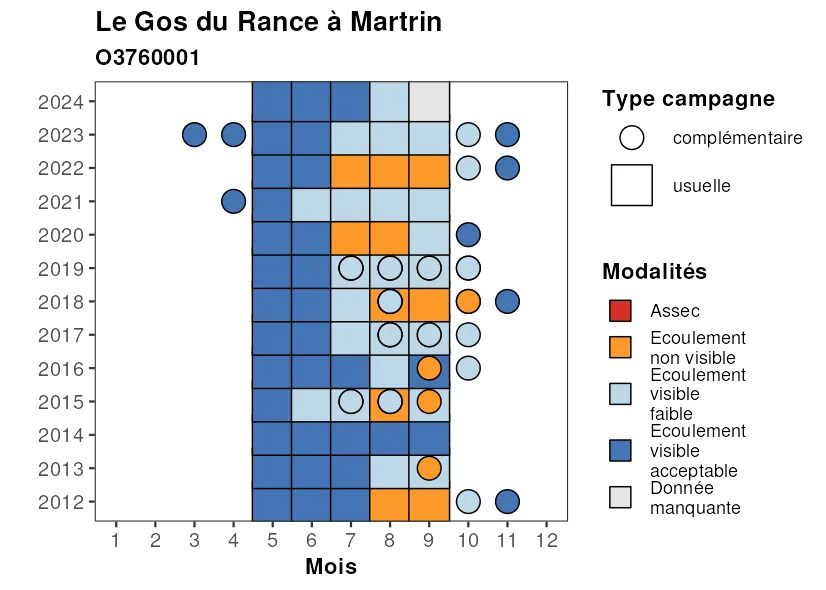 Le Gos du Rance à Martrin
O3760001
2024
2023
2022
2021
2020
2019
2018
2017
2016
2015
2014
2013
2012
1 2 3 4 5 6 7 8 9 10 11 12
Mois
Type campagne
complémentaire
usuelle
Modalités
Assec
Ecoulement
non visible
Ecoulement
visible
faible
Ecoulement
visible
acceptable
Donnée
manquante